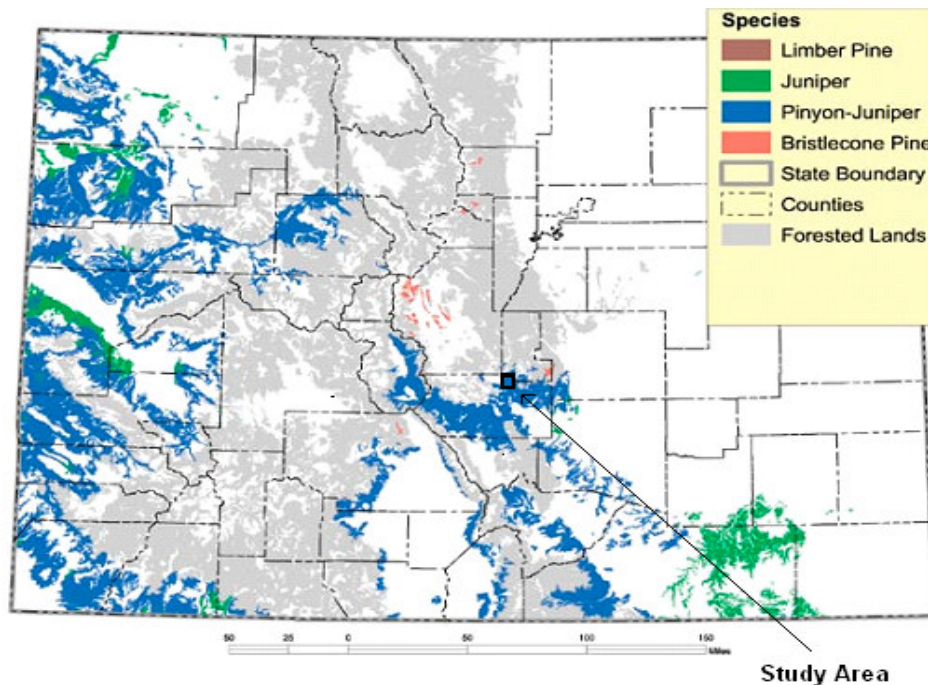 Species
Limber Pine
Juniper
Pinyon-Juniper
Bristlecone Pine
State Boundary
Counties
Forested Lands
50 25 0 50 100 150
Miles
Study Area